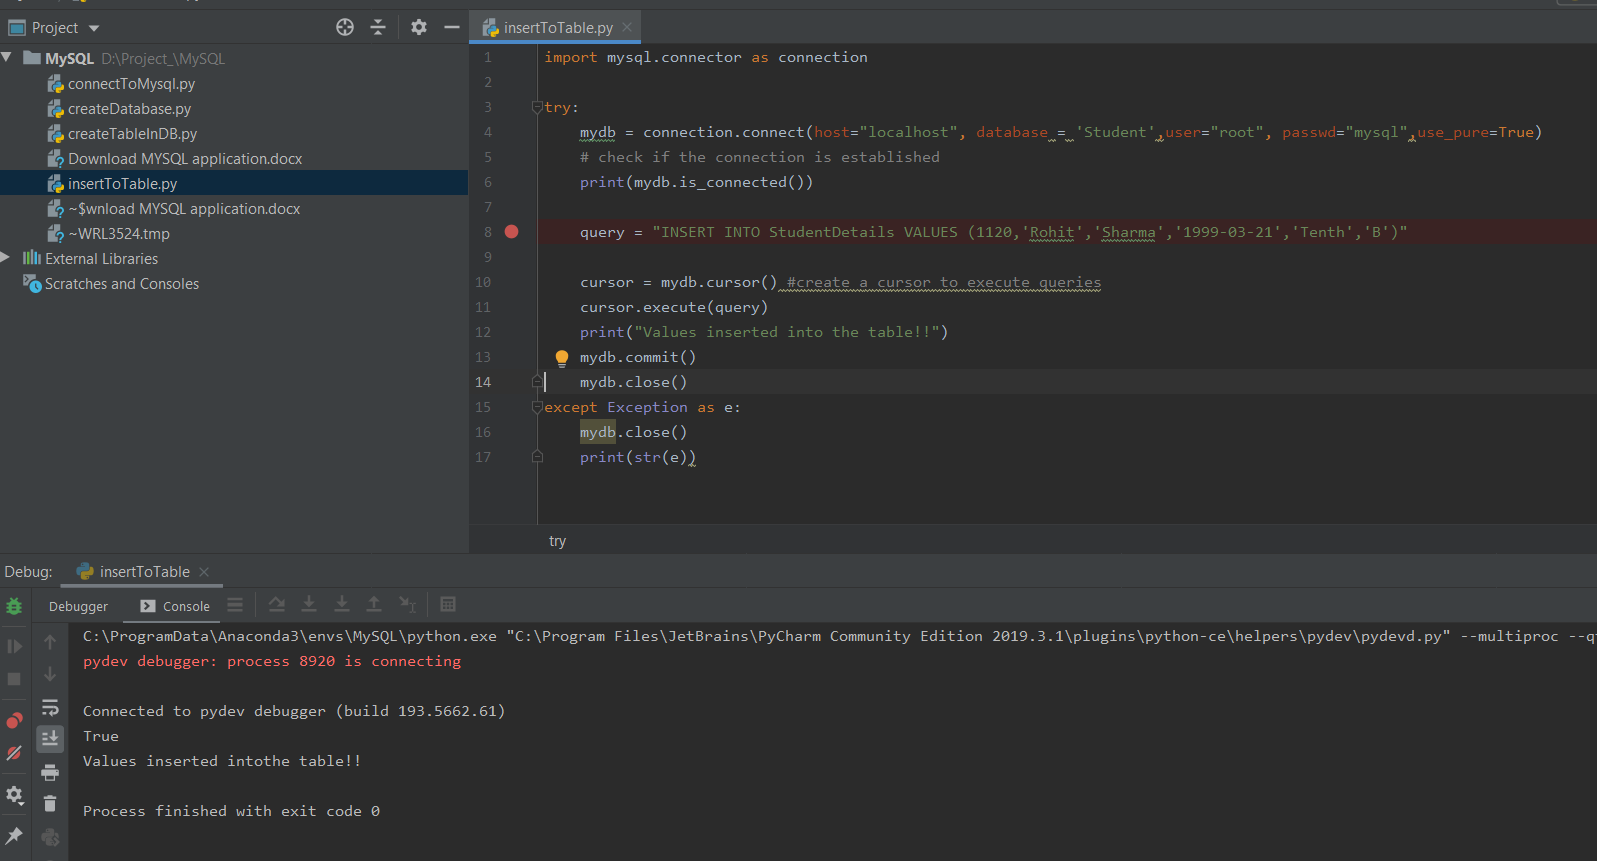 Project
insertToTable.py
MySQL D:\Project_\MySQL
connectToMysql.py
createDatabase.py
createTableInDB.py
Download MYSQL application.docx
insertToTable.py
~$wnload MYSQL application.docx
~WRL3524.tmp
External Libraries
Scratches and Consoles
1 import mysql.connector as connection
2
3 try:
4 mydb = connection.connect(host="localhost", database = 'Student',user="root", passwd="mysql",use_pure=True)
5 # check if the connection is established
6 print(mydb.is_connected())
7
8 query = "INSERT INTO StudentDetails VALUES (1120,'Rohit','Sharma','1999-03-21','Tenth','B')"
9
10 cursor = mydb.cursor() #create a cursor to execute queries
11 cursor.execute(query)
12 print("Values inserted into the table!!")
13 mydb.commit()
14 mydb.close()
15 except Exception as e:
16 mydb.close()
17 print(str(e))
try
Debug: insertToTable
Debugger Console
C:\ProgramData\Anaconda3\envs\MySQL\python.exe "C:\Program Files\JetBrains\PyCharm Community Edition 2019.3.1\plugins\python-ce\helpers\pydev\pydevd.py" --multiproc
pydev debugger: process 8920 is connecting
Connected to pydev debugger (build 193.5662.61)
True
Values inserted intothe table!!
Process finished with exit code 0